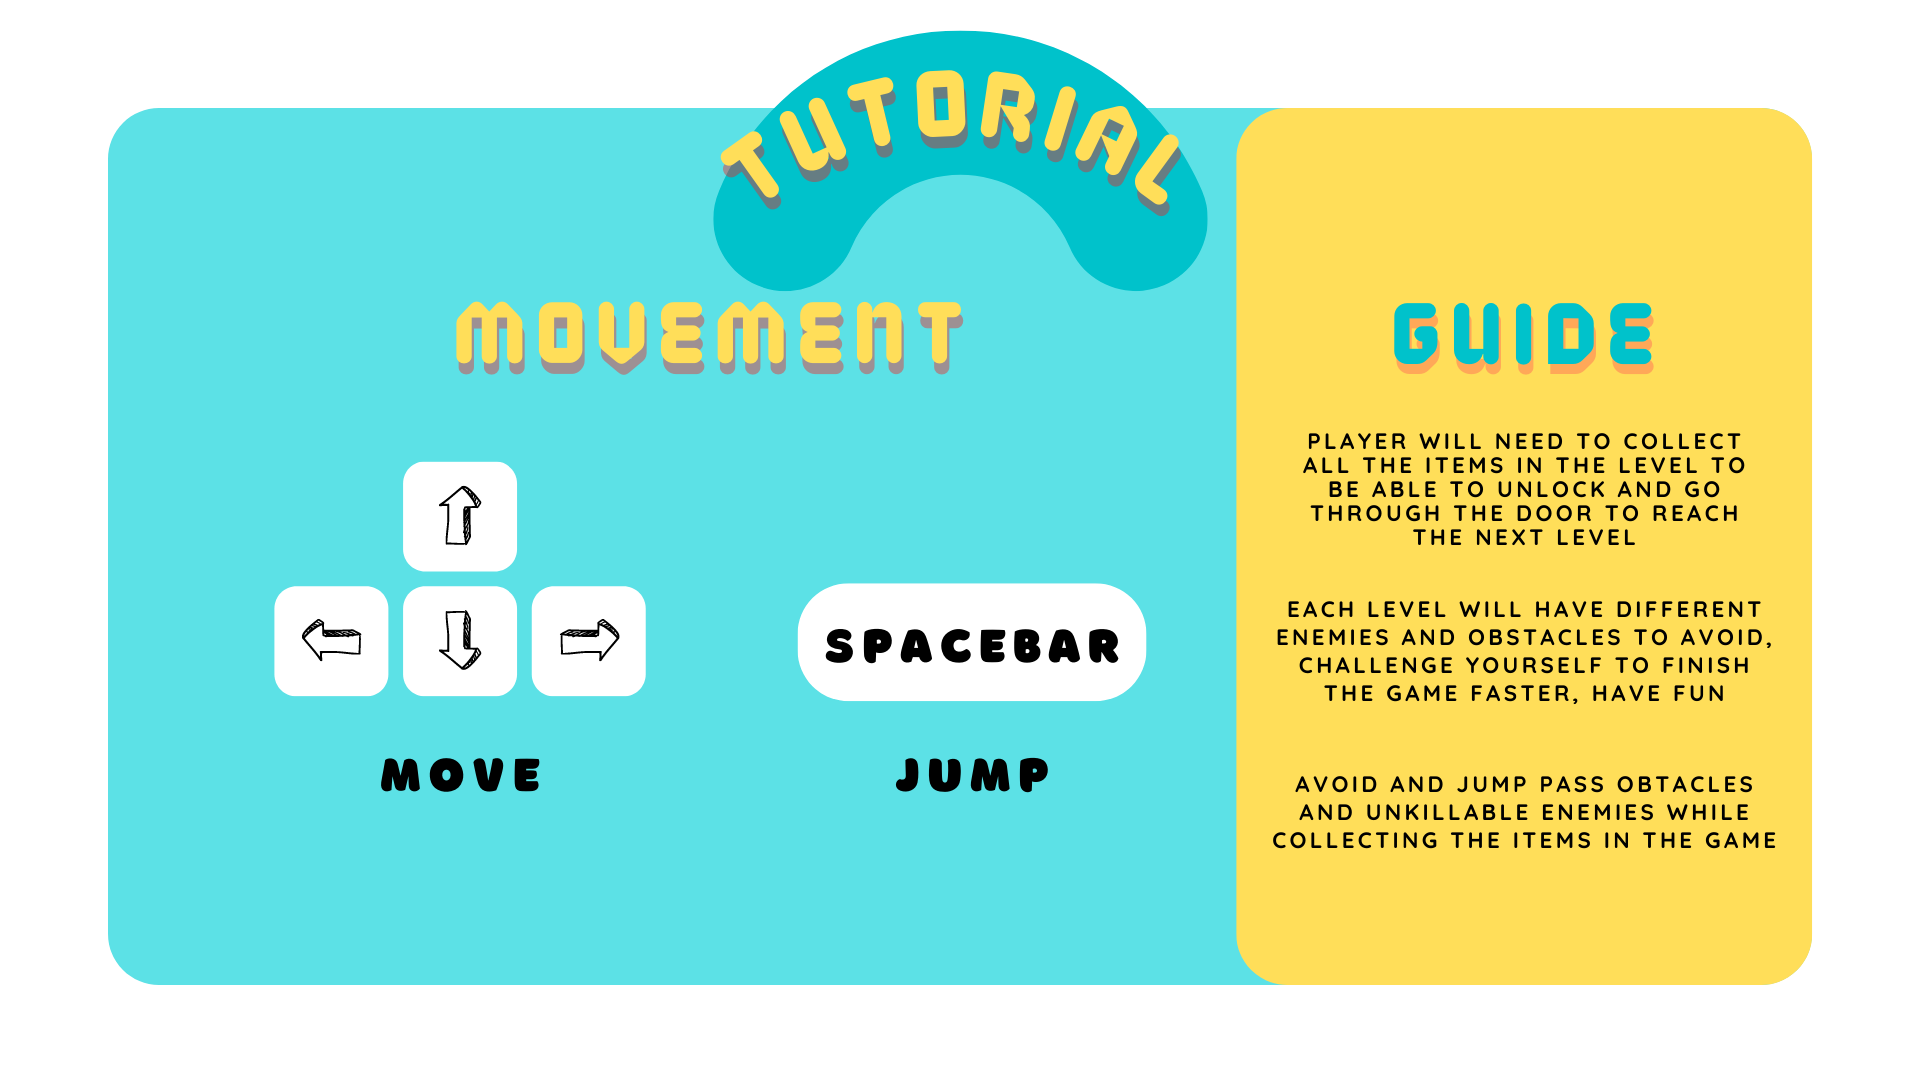 TUTORIAL
MOVEMENT
SPACEBAR
MOVE
JUMP
GUIDE
PLAYER WILL NEED TO COLLECT
ALL THE ITEMS IN THE LEVEL TO
BE ABLE TO UNLOCK AND GO
THROUGH THE DOOR TO REACH
THE NEXT LEVEL
EACH LEVEL WILL HAVE DIFFERENT
ENEMIES AND OBSTACLES TO AVOID,
CHALLENGE YOURSELF TO FINISH
THE GAME FASTER, HAVE FUN
AVOID AND JUMP PASS OBTACLES
AND UNKILLABLE ENEMIES WHILE
COLLECTING THE ITEMS IN THE GAME